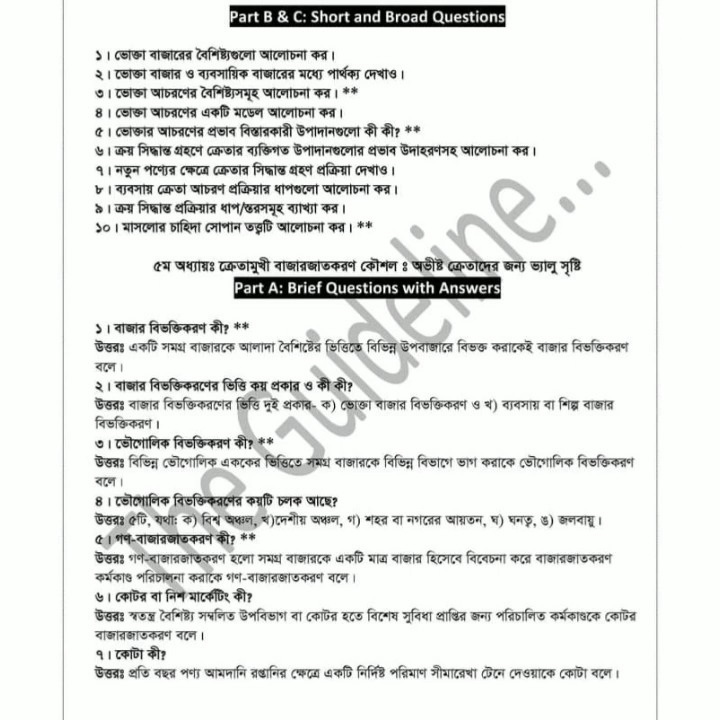 Part B & C: Short and Broad Questions
১। ভোক্তা বাজারের বৈশিষ্ট্যগুলো আলোচনা কর।
২। ভোক্তা বাজার ও ব্যবসায়িক বাজারের মধ্যে পার্থক্য দেখাও।
৩। ভোক্তা আচরণের বৈশিষ্ট্যসমূহ আলোচনা কর। **
৪। ভোক্তা আচরণের একটি মডেল আলোচনা কর।
৫। ভোক্তার আচরণের প্রভাব বিস্তারকারী উপাদানগুলো কী কী? **
৬। ক্রয় সিদ্ধান্ত গ্রহণে ক্রেতার ব্যক্তিগত উপাদানগুলোর প্রভাব উদাহরণসহ আলোচনা কর।
৭। নতুন পণ্যের ক্ষেত্রে ক্রেতার সিদ্ধান্ত গ্রহণ প্রক্রিয়া দেখাও।
৮। ব্যবসায় ক্রেতা আচরণ প্রক্রিয়ার ধাপগুলো আলোচনা কর।
৯। ক্রয় সিদ্ধান্ত প্রক্রিয়ার ধাপ/স্তরসমূহ ব্যাখ্যা কর।
১০। মাসলোর চাহিদা সোপান তত্ত্বটি আলোচনা কর। **
৫ম অধ্যায়ঃ ক্রেতামুখী বাজারজাতকরণ কৌশল ঃ অভীষ্ট ক্রেতাদের জন্য ভ্যালু সৃষ্টি
Part A: Brief Questions with Answers
১। বাজার বিভক্তিকরণ কী? **
উত্তরঃ একটি সমগ্র বাজারকে আলাদা বৈশিষ্টের ভিত্তিতে বিভিন্ন উপবাজারে বিভক্ত করাকেই বাজার বিভক্তিকরণ
বলে।
২। বাজার বিভক্তিকরণের ভিত্তি কয় প্রকার ও কী কী?
উত্তরঃ বাজার বিভক্তিকরণের ভিত্তি দুই প্রকার- ক) ভোক্তা বাজার বিভক্তিকরণ ও খ) ব্যবসায় বা শিল্প বাজার
বিভক্তিকরণ।
৩। ভৌগোলিক বিভক্তিকরণ কী? **
উত্তরঃ বিভিন্ন ভৌগোলিক এককের ভিত্তিতে সমগ্র বাজারকে বিভিন্ন বিভাগে ভাগ করাকে ভৌগোলিক বিভক্তিকরণ
বলে।
৪। ভৌগোলিক বিভক্তিকরণের কয়টি চলক আছে?
উত্তরঃ ৫টি, যথা: ক) বিশ্ব অঞ্চল, খ)দেশীয় অঞ্চল, গ) শহর বা নগরের আয়তন, ঘ) ঘনত্ব, ঙ) জলবায়ু।
৫। গণ-বাজারজাতকরণ কী? **
উত্তরঃ গণ-বাজারজাতকরণ হলো সমগ্র বাজারকে একটি মাত্র বাজার হিসেবে বিবেচনা করে বাজারজাতকরণ
কর্মকাণ্ড পরিচালনা করাকে গণ-বাজারজাতকরণ বলে।
৬। কোটর বা নিশ মার্কেটিং কী?
উত্তরঃ স্বতন্ত্র বৈশিষ্ট্য সম্বলিত উপবিভাগ বা কোটর হতে বিশেষ সুবিধা প্রাপ্তির জন্য পরিচালিত কর্মকাণ্ডকে কোটর
বাজারজাতকরণ বলে।
৭। কোটা কী?
উত্তরঃ প্রতি বছর পণ্য আমদানি রপ্তানির ক্ষেত্রে একটি নির্দিষ্ট পরিমাণ সীমারেখা টেনে দেওয়াকে কোটা বলে।
The Guideline...